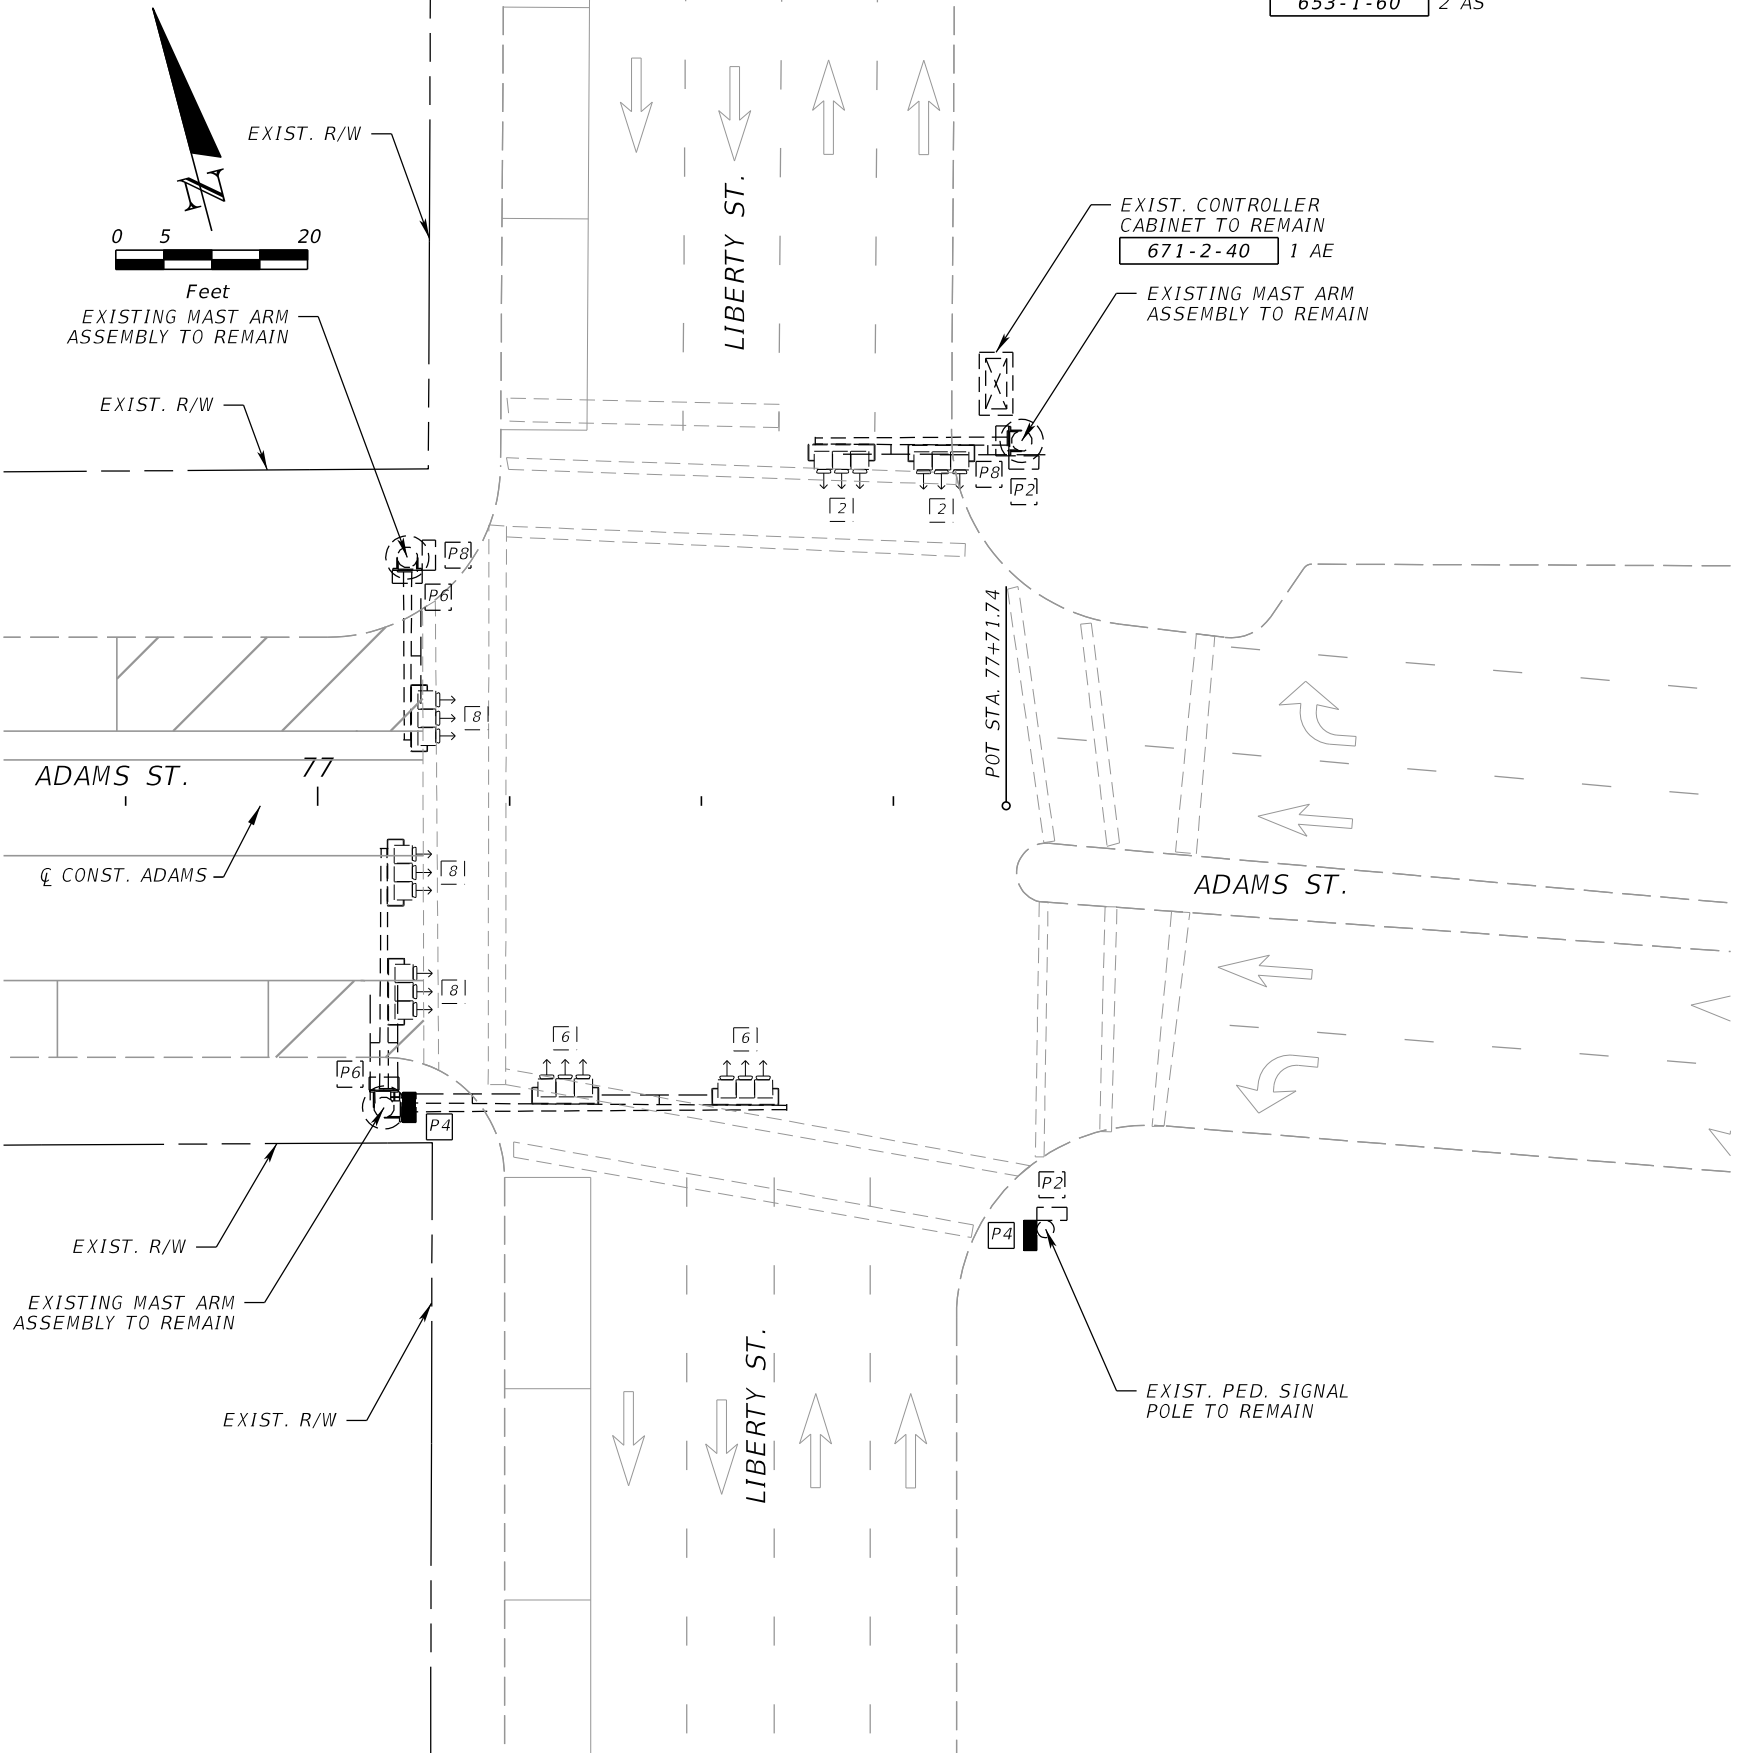 653-1-60 2 AS
EXIST. R/W
N
0 5 20
Feet
LIBERTY ST.
EXIST. CONTROLLER
CABINET TO REMAIN
671-2-40 1 AE
EXISTING MAST ARM
ASSEMBLY TO REMAIN
EXISTING MAST ARM
ASSEMBLY TO REMAIN
EXIST. R/W
P8
P2
2 2
P8
P6
8
POT STA. 77+71.74
ADAMS ST.
77
8
℄ CONST. ADAMS
ADAMS ST.
8
6 6
P6
P4
P2
P4
EXIST. R/W
EXISTING MAST ARM
ASSEMBLY TO REMAIN
LIBERTY ST.
EXIST. PED. SIGNAL
POLE TO REMAIN
EXIST. R/W